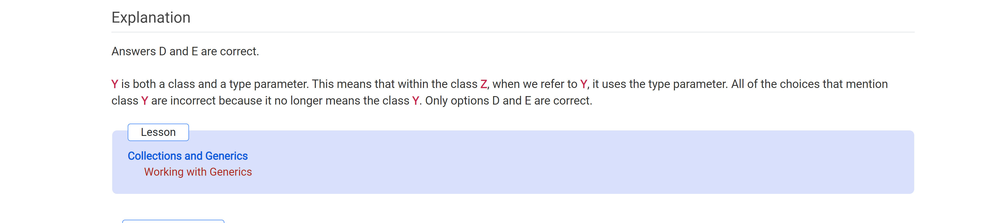 Explanation
Answers D and E are correct.
Y is both a class and a type parameter. This means that within the class Z, when we refer to Y, it uses the type parameter. All of the choices that mention
class Y are incorrect because it no longer means the class Y. Only options D and E are correct.
Lesson
Collections and Generics
Working with Generics